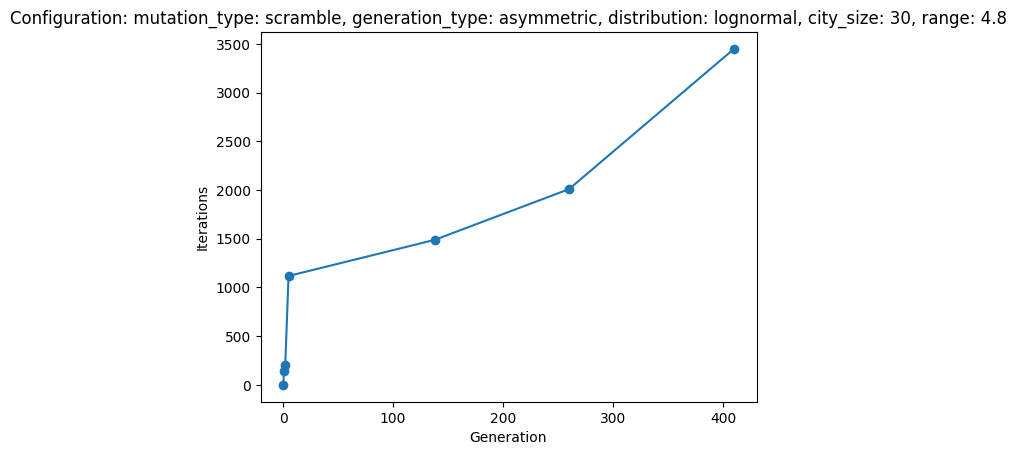 Configuration: mutation_type: scramble, generation_type: asymmetric, distribution: lognormal, city_size: 30, range: 4.8
3500
3000
2500
2000
1500
1000
500
0
Iterations
0 100 200 300 400
Generation